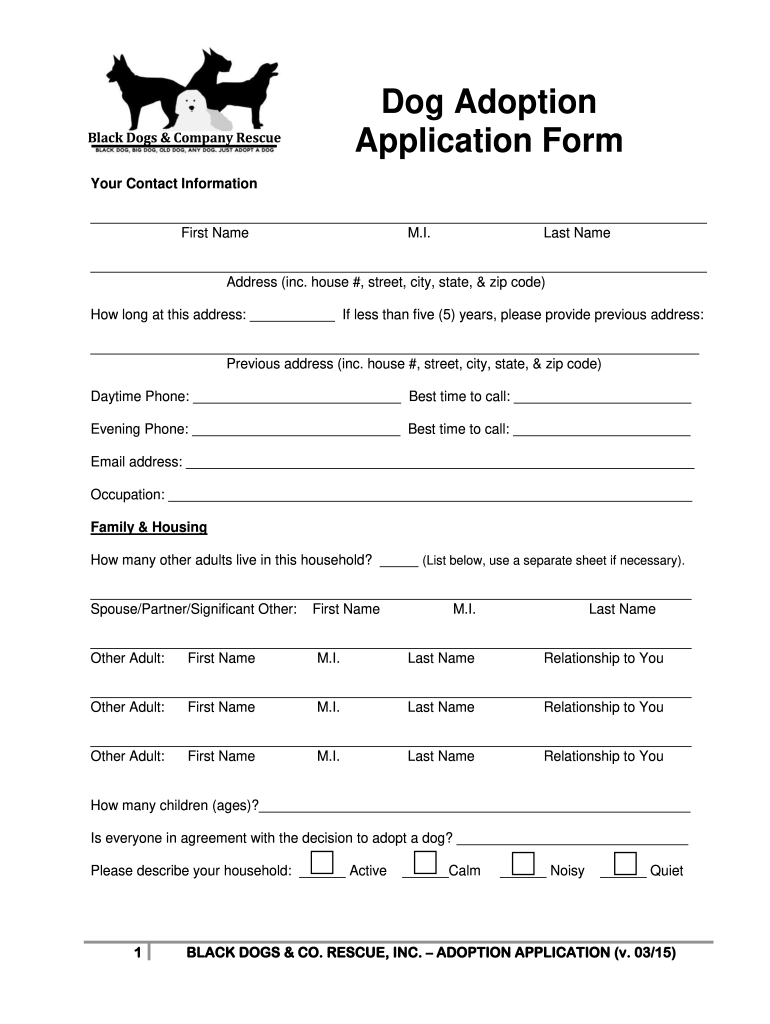 Dog Adoption
Application Form
Black Dogs & Company Rescue
BLACK DOG, BIG DOG, OLD DOG, ANY DOG. JUST ADOPT A DOG
Your Contact Information
First Name M.I. Last Name
Address (inc. house #, street, city, state, & zip code)
How long at this address: ___________ If less than five (5) years, please provide previous address:
Previous address (inc. house #, street, city, state, & zip code)
Daytime Phone: ___________________________ Best time to call: _______________________
Evening Phone: ___________________________ Best time to call: _______________________
Email address: __________________________________________________________________
Occupation: ____________________________________________________________________
Family & Housing
How many other adults live in this household? _____ (List below, use a separate sheet if necessary).
Spouse/Partner/Significant Other: First Name M.I. Last Name
Other Adult: First Name M.I. Last Name Relationship to You
Other Adult: First Name M.I. Last Name Relationship to You
Other Adult: First Name M.I. Last Name Relationship to You
How many children (ages)?________________________________________________________
Is everyone in agreement with the decision to adopt a dog? ______________________________
Please describe your household: ______ Active ______Calm ______ Noisy ______ Quiet
1 BLACK DOGS & CO. RESCUE, INC. – ADOPTION APPLICATION (v. 03/15)